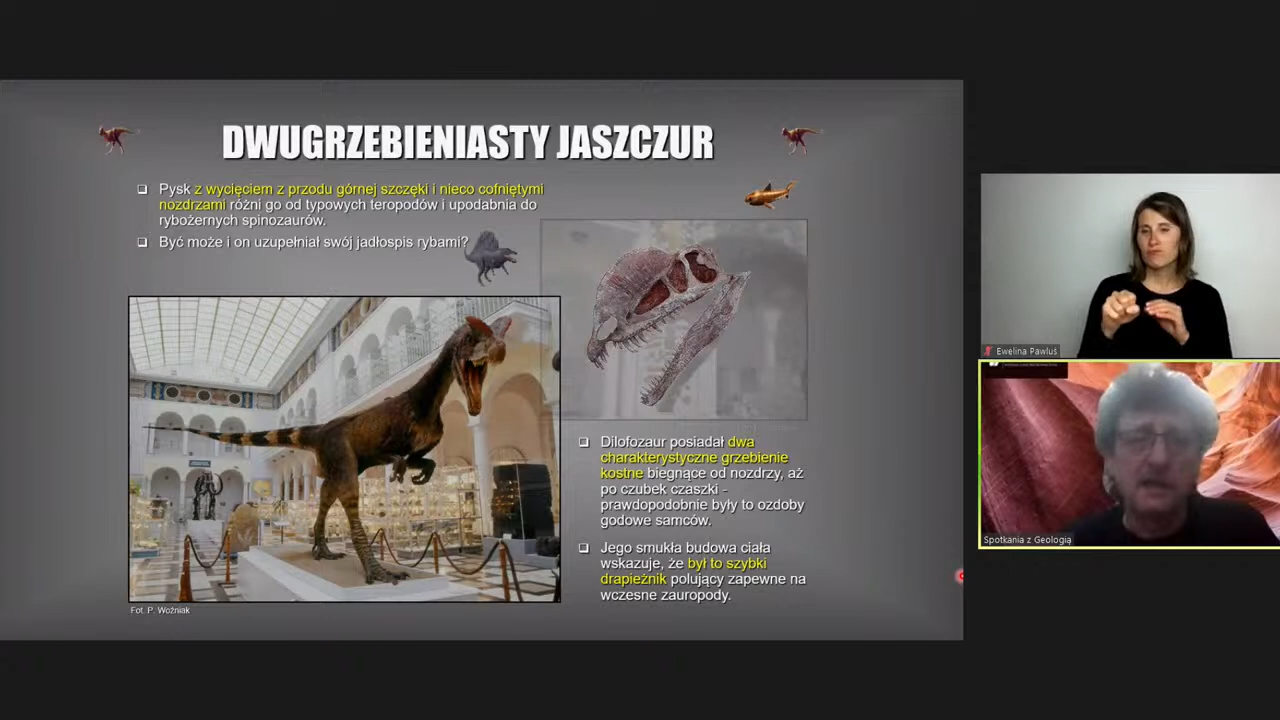 DWUGRZEBIENIASTY JASZCZUR
❑ Pysk z wycięciem z przodu górnej szczęki i nieco cofniętymi
nozdrzami różni go od typowych teropodów i upodabnia do
rybożernych spinozaurów.
❑ Być może i on uzupełniał swój jadłospis rybami?
Fot. P. Woźniak
❑ Dilofozaur posiadał dwa
charakterystyczne grzebienie
kostne biegnące od nozdrzy, aż
po czubek czaszki -
prawdopodobnie były to ozdoby
godowe samców.
❑ Jego smukła budowa ciała
wskazuje, że był to szybki
drapieżnik polujący zapewne na
wczesne zauropody.
Ewelina Pawluś
Spotkania z Geologią